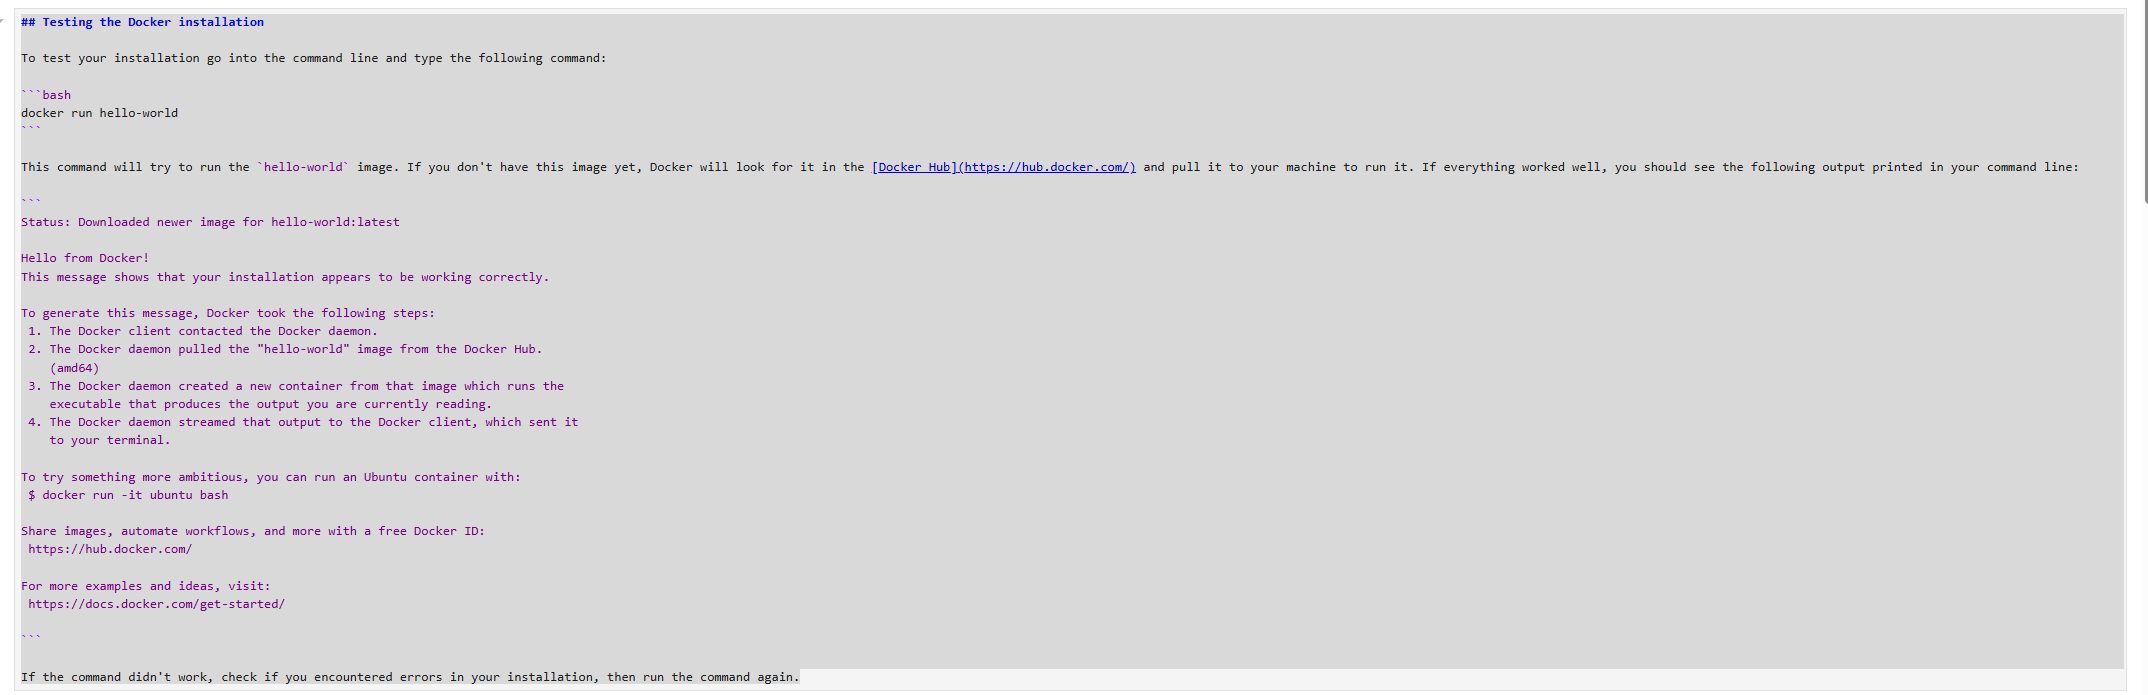 ## Testing the Docker installation
To test your installation go into the command line and type the following command:
```bash
docker run hello-world
```
This command will try to run the `hello-world` image. If you don't have this image yet, Docker will look for it in the [Docker Hub](https://hub.docker.com/) and pull it to your machine to run it. If everything worked well, you should see the following output printed in your command line:
```
Status: Downloaded newer image for hello-world:latest
Hello from Docker!
This message shows that your installation appears to be working correctly.
To generate this message, Docker took the following steps:
 1. The Docker client contacted the Docker daemon.
 2. The Docker daemon pulled the "hello-world" image from the Docker Hub.
    (amd64)
 3. The Docker daemon created a new container from that image which runs the
    executable that produces the output you are currently reading.
 4. The Docker daemon streamed that output to the Docker client, which sent it
    to your terminal.
To try something more ambitious, you can run an Ubuntu container with:
 $ docker run -it ubuntu bash
Share images, automate workflows, and more with a free Docker ID:
 https://hub.docker.com/
For more examples and ideas, visit:
 https://docs.docker.com/get-started/
```
If the command didn't work, check if you encountered errors in your installation, then run the command again.